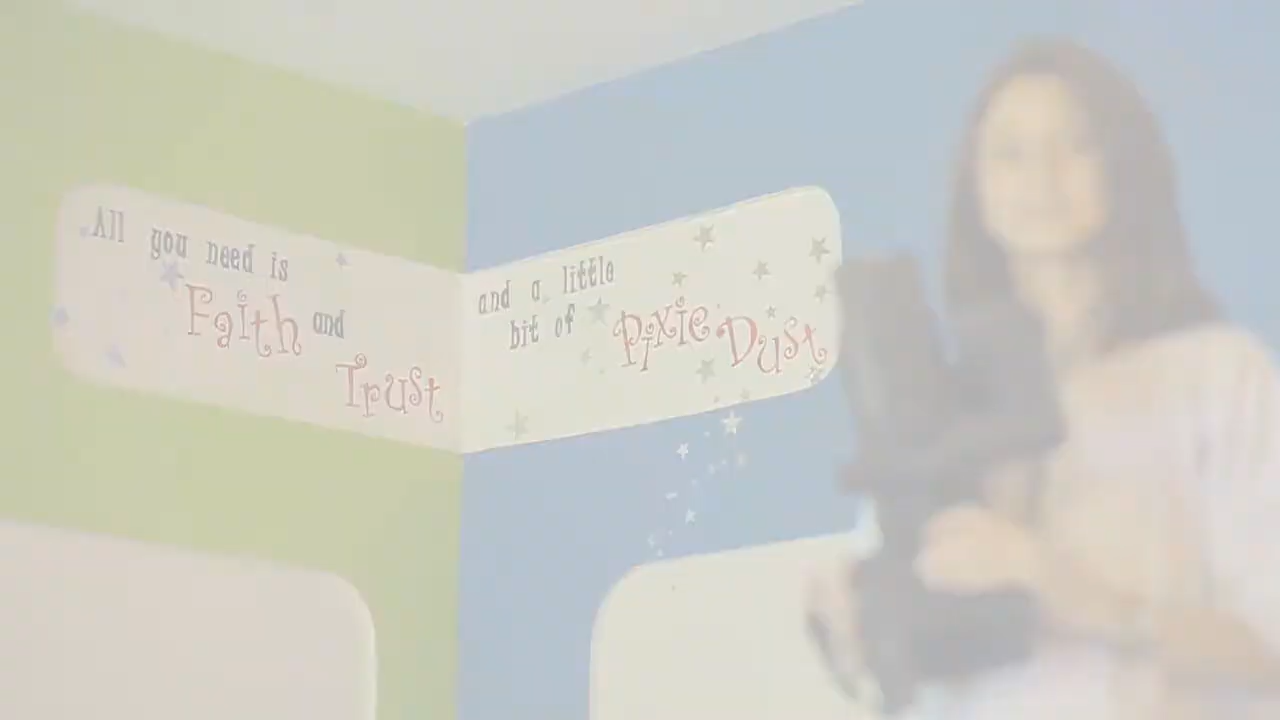 All you need is
Faith and
Trust
and a little
bit of Pixie Dust